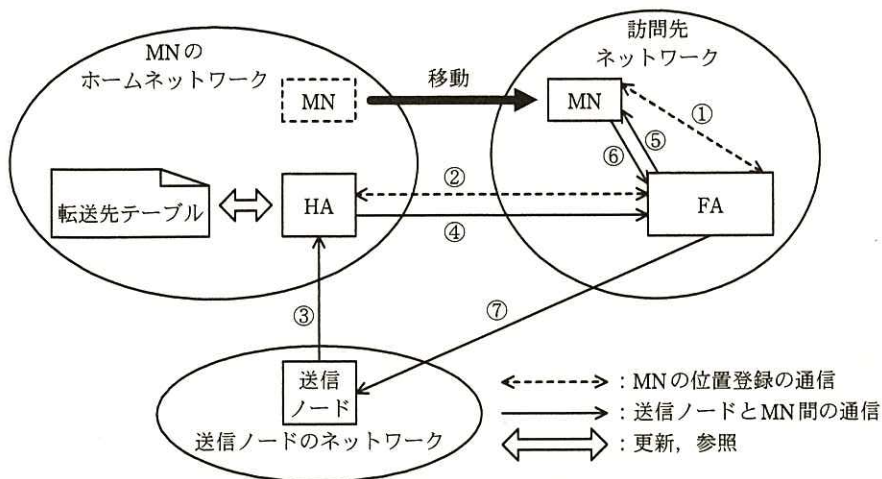 MNの
ホームネットワーク
訪問先
ネットワーク
MN
移動
MN
①
⑤
⑥
転送先テーブル
HA
②
④
FA
③
⑦
送信
ノード
送信ノードのネットワーク
：MNの位置登録の通信
：送信ノードとMN間の通信
：更新，参照